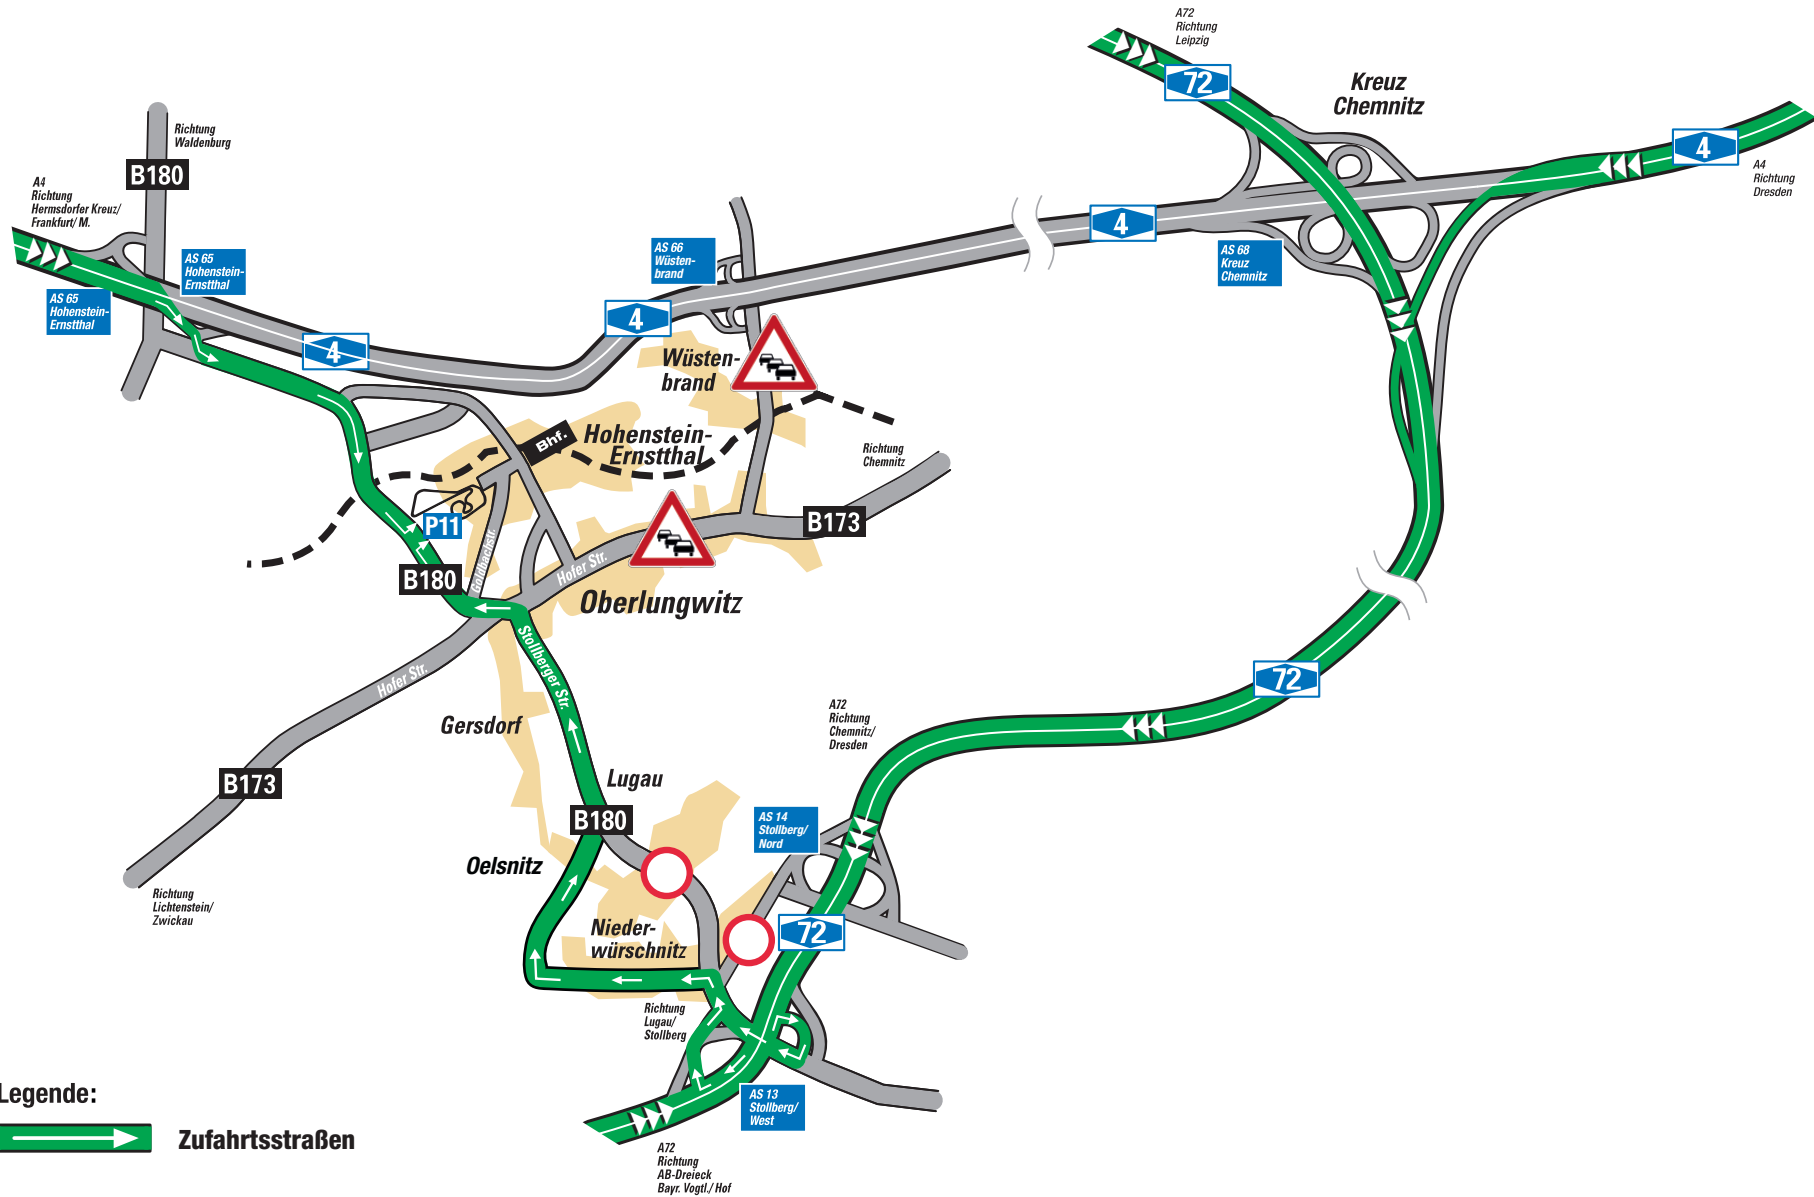 A72
Richtung
Leipzig
72
Kreuz
Chemnitz
4
A4
Richtung
Dresden
Richtung
Waldenburg
B180
A4
Richtung
Hermsdorfer Kreuz/
Frankfurt/ M.
AS 65
Hohenstein-
Ernstthal
AS 65
Hohenstein-
Ernstthal
AS 66
Wüsten-
brand
4
AS 68
Kreuz
Chemnitz
4
4
Wüsten-
brand
Bhf.
Hohenstein-
Ernstthal
Richtung
Chemnitz
P11
B173
Goldbachstr.
Hofer Str.
B180
Oberlungwitz
Stollberger Str.
Hofer Str.
72
Gersdorf
A72
Richtung
Chemnitz/
Dresden
B173
Lugau
B180
AS 14
Stollberg/
Nord
Oelsnitz
Richtung
Lichtenstein/
Zwickau
72
Nieder-
würschnitz
Richtung
Lugau/
Stollberg
AS 13
Stollberg/
West
Legende:
Zufahrtsstraßen
A72
Richtung
AB-Dreieck
Bayr. Vogtl./ Hof